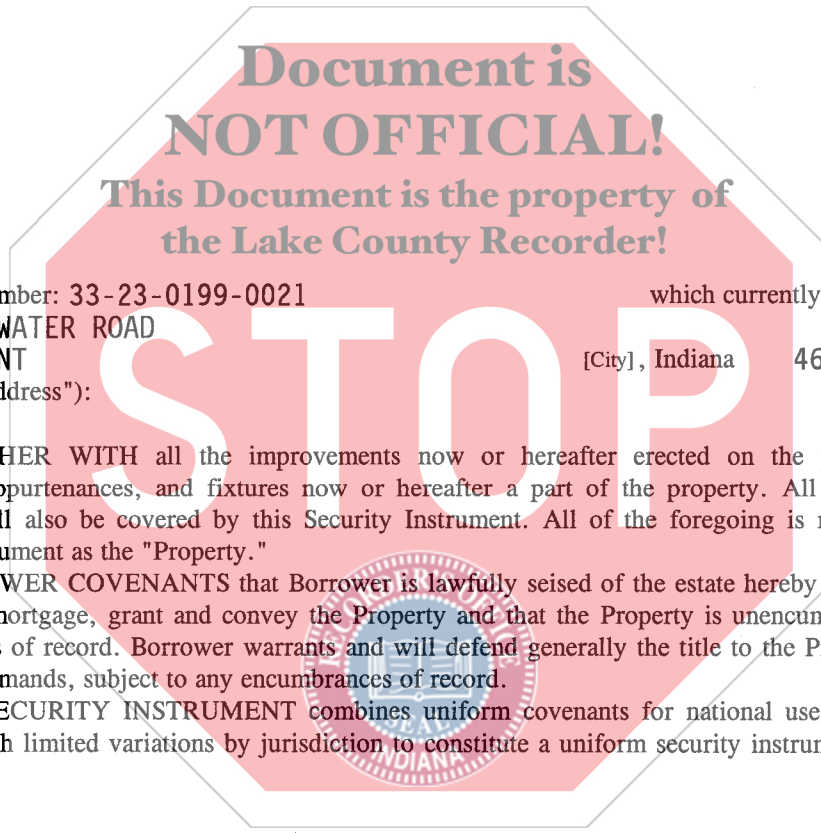 Document is
NOT OFFICIAL!
This Document is the property of
the Lake County Recorder!
mber: 33-23-0199-0021 which currently
WATER ROAD
NT [City], Indiana 46
ddress"):
STOP
HER WITH all the improvements now or hereafter erected on the
ppurtenances, and fixtures now or hereafter a part of the property. All
ll also be covered by this Security Instrument. All of the foregoing is
ument as the "Property."
WER COVENANTS that Borrower is lawfully seised of the estate hereby
mortgage, grant and convey the Property and that the Property is unencum
s of record. Borrower warrants and will defend generally the title to the P
mands, subject to any encumbrances of record.
ECURITY INSTRUMENT combines uniform covenants for national use
h limited variations by jurisdiction to constitute a uniform security instrum
SEAL
INDIANA